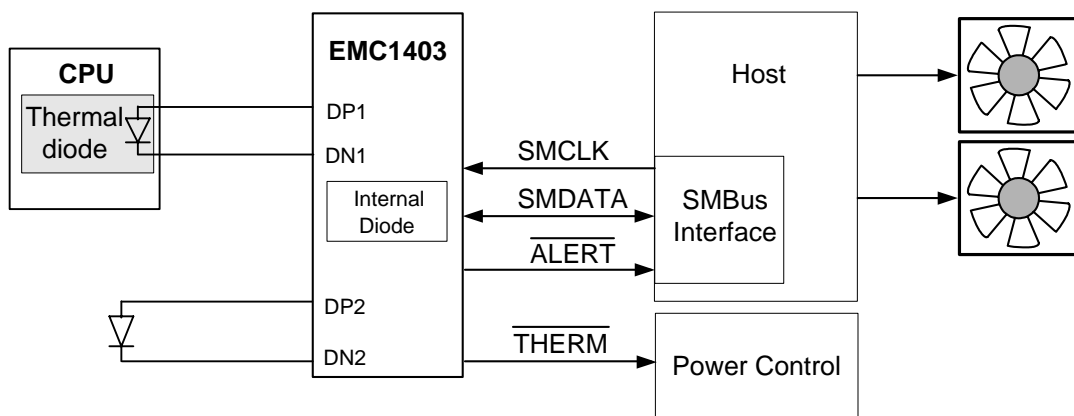 CPU
Thermal
diode
EMC1403
DP1
DN1
Internal
Diode
DP2
DN2
SMCLK
SMDATA
ALERT
THERM
Host
SMBus
Interface
Power Control